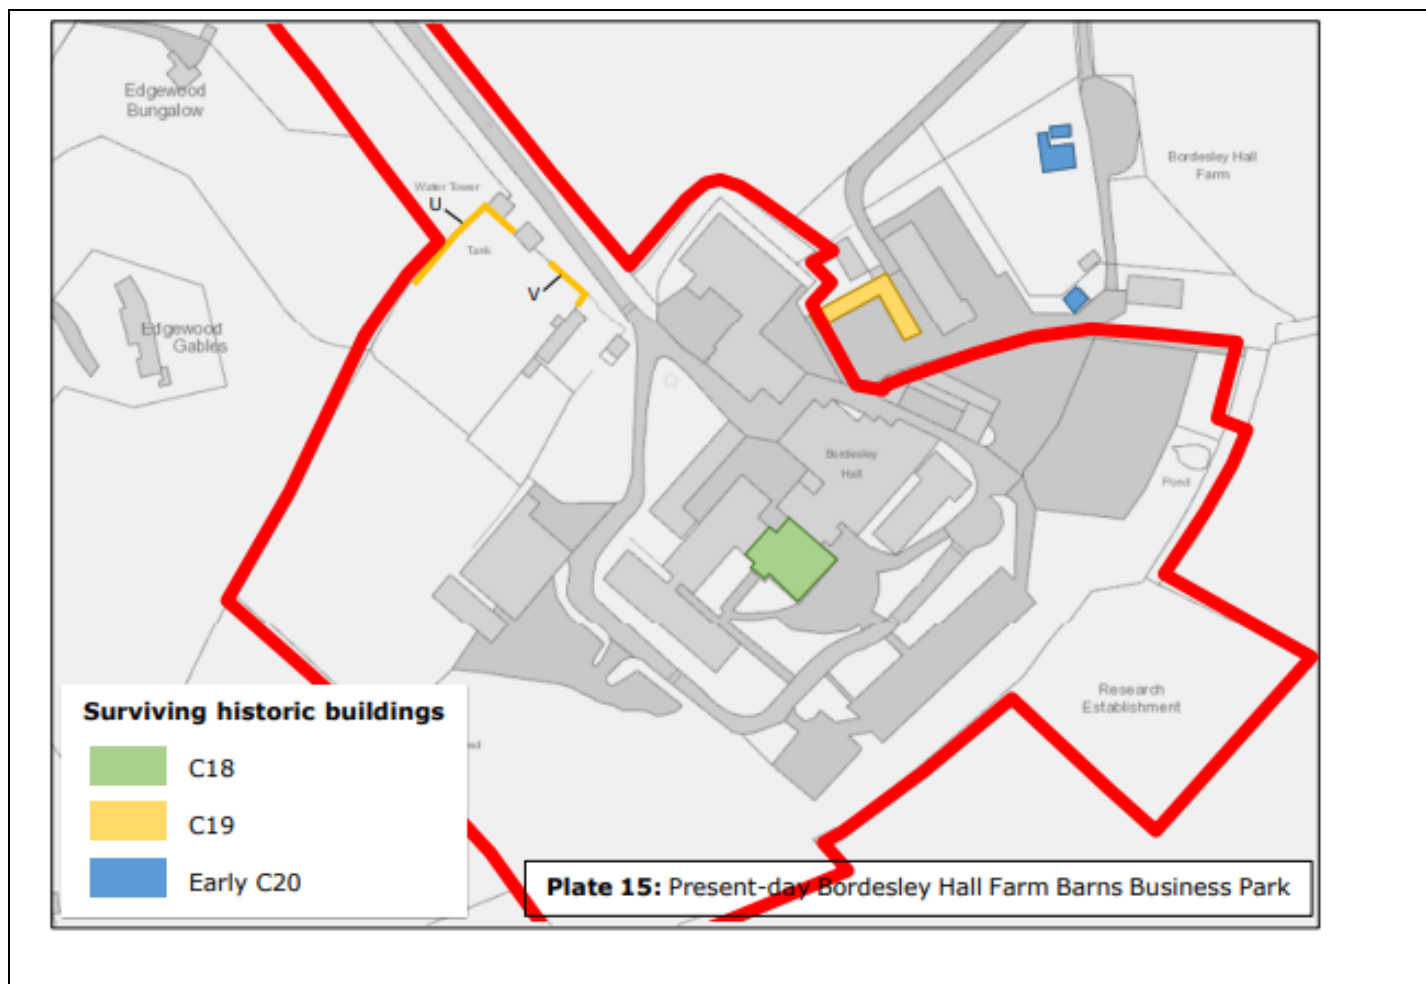 Edgewood
Bungalow
Bordesley Hall
Farm
Water Tower
U
Tank
V
Edgewood
Gables
Bordesley
Hall
Pond
Research
Establishment
Surviving historic buildings
C18
C19
Early C20
Plate 15: Present-day Bordesley Hall Farm Barns Business Park